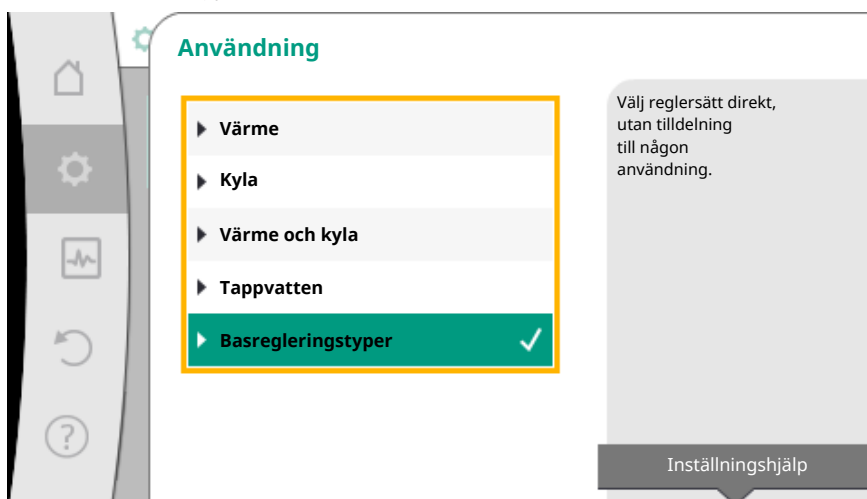 Användning
Värme
Kyla
Värme och kyla
Tappvatten
Basregleringstyper
Välj reglersätt direkt,
utan tilldelning
till någon
användning.
Inställningshjälp